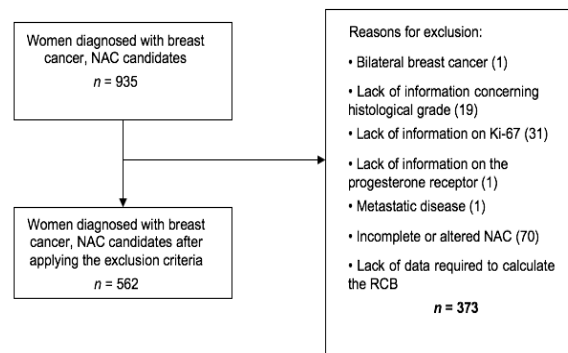 Women diagnosed with breast
cancer, NAC candidates
n = 935
Women diagnosed with breast
cancer, NAC candidates after
applying the exclusion criteria
n = 562
Reasons for exclusion:
• Bilateral breast cancer (1)
• Lack of information concerning
histological grade (19)
• Lack of information on Ki-67 (31)
• Lack of information on the
progesterone receptor (1)
• Metastatic disease (1)
• Incomplete or altered NAC (70)
• Lack of data required to calculate
the RCB
n = 373